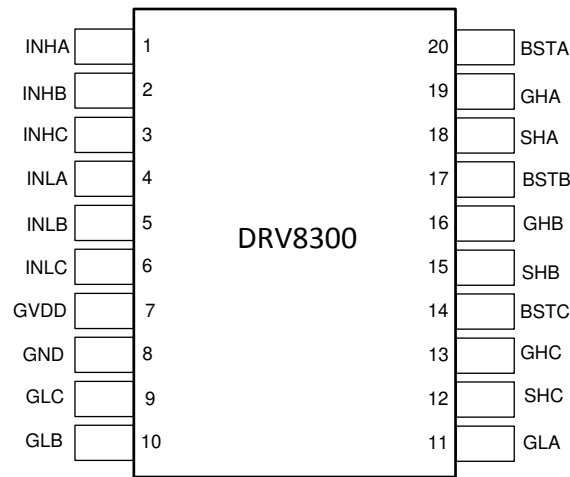 INHA 1 20 BSTA
INHB 2 19 GHA
INHC 3 18 SHA
INLA 4 17 BSTB
INLB 5 16 GHB
DRV8300
INLC 6 15 SHB
GVDD 7 14 BSTC
GND 8 13 GHC
GLC 9 12 SHC
GLB 10 11 GLA